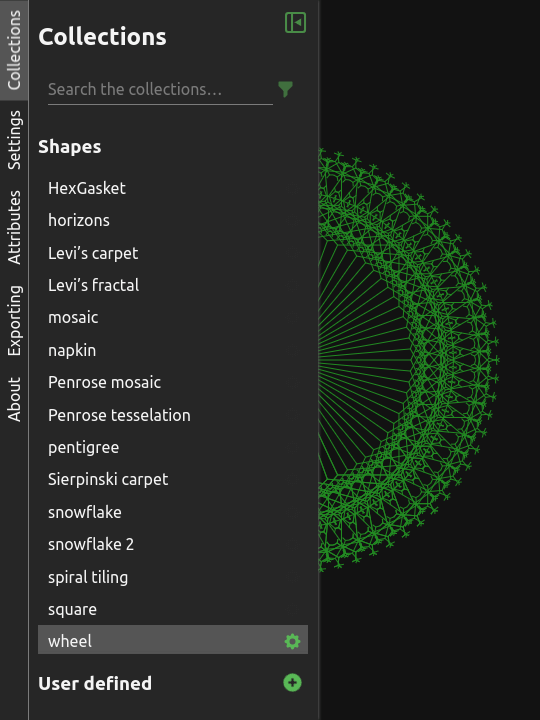 Collections
Settings
Attributes
Exporting
About
Collections
Search the collections…
Shapes
HexGasket
horizons
Levi’s carpet
Levi’s fractal
mosaic
napkin
Penrose mosaic
Penrose tesselation
pentigree
Sierpinski carpet
snowflake
snowflake 2
spiral tiling
square
wheel
User defined